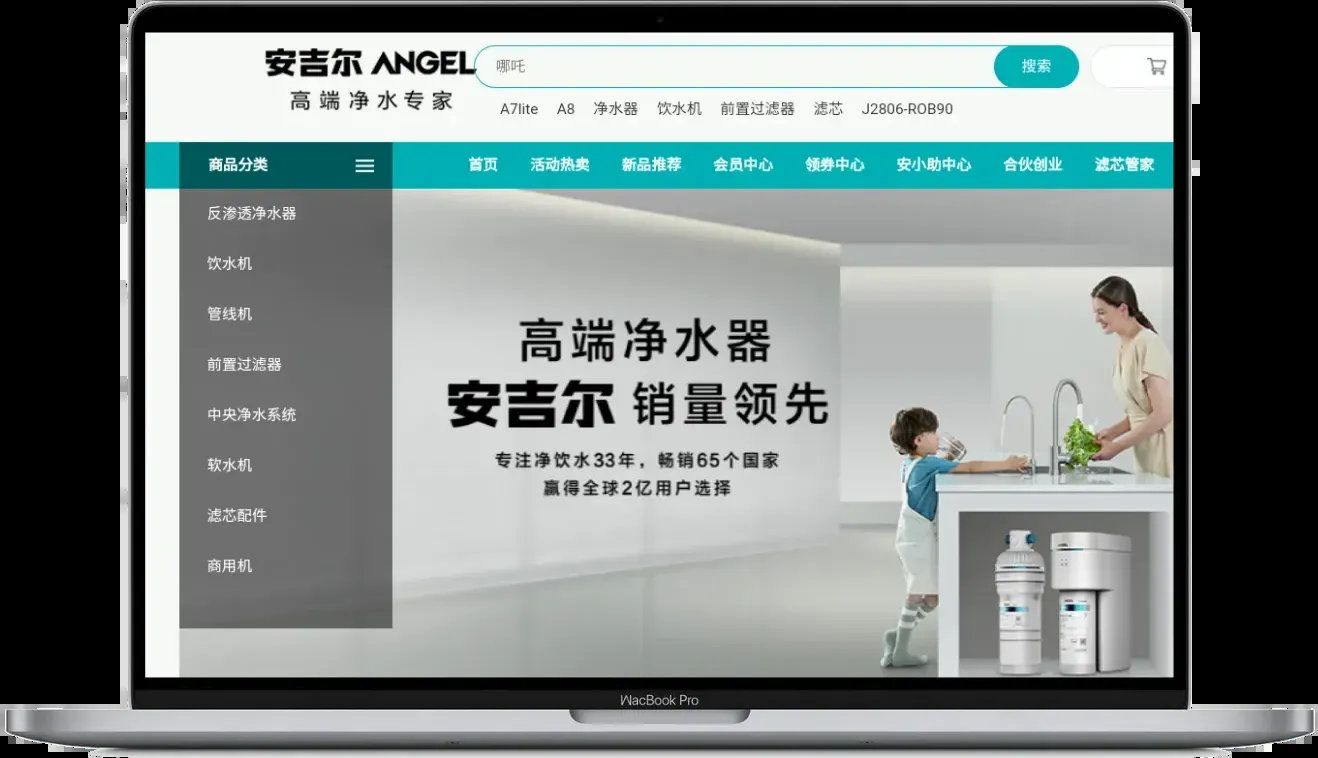 安吉尔 ANGEL
高端净水专家
哪吒
搜索
A7lite A8 净水器 饮水机 前置过滤器 滤芯 J2806-ROB90
商品分类 首页 活动热卖 新品推荐 会员中心 领券中心 安小助中心 合伙创业 滤芯管家
反渗透净水器
饮水机
管线机
前置过滤器
中央净水系统
软水机
滤芯配件
商用机
高端净水器
安吉尔 销量领先
专注净饮水33年，畅销65个国家
赢得全球2亿用户选择
MacBook Pro